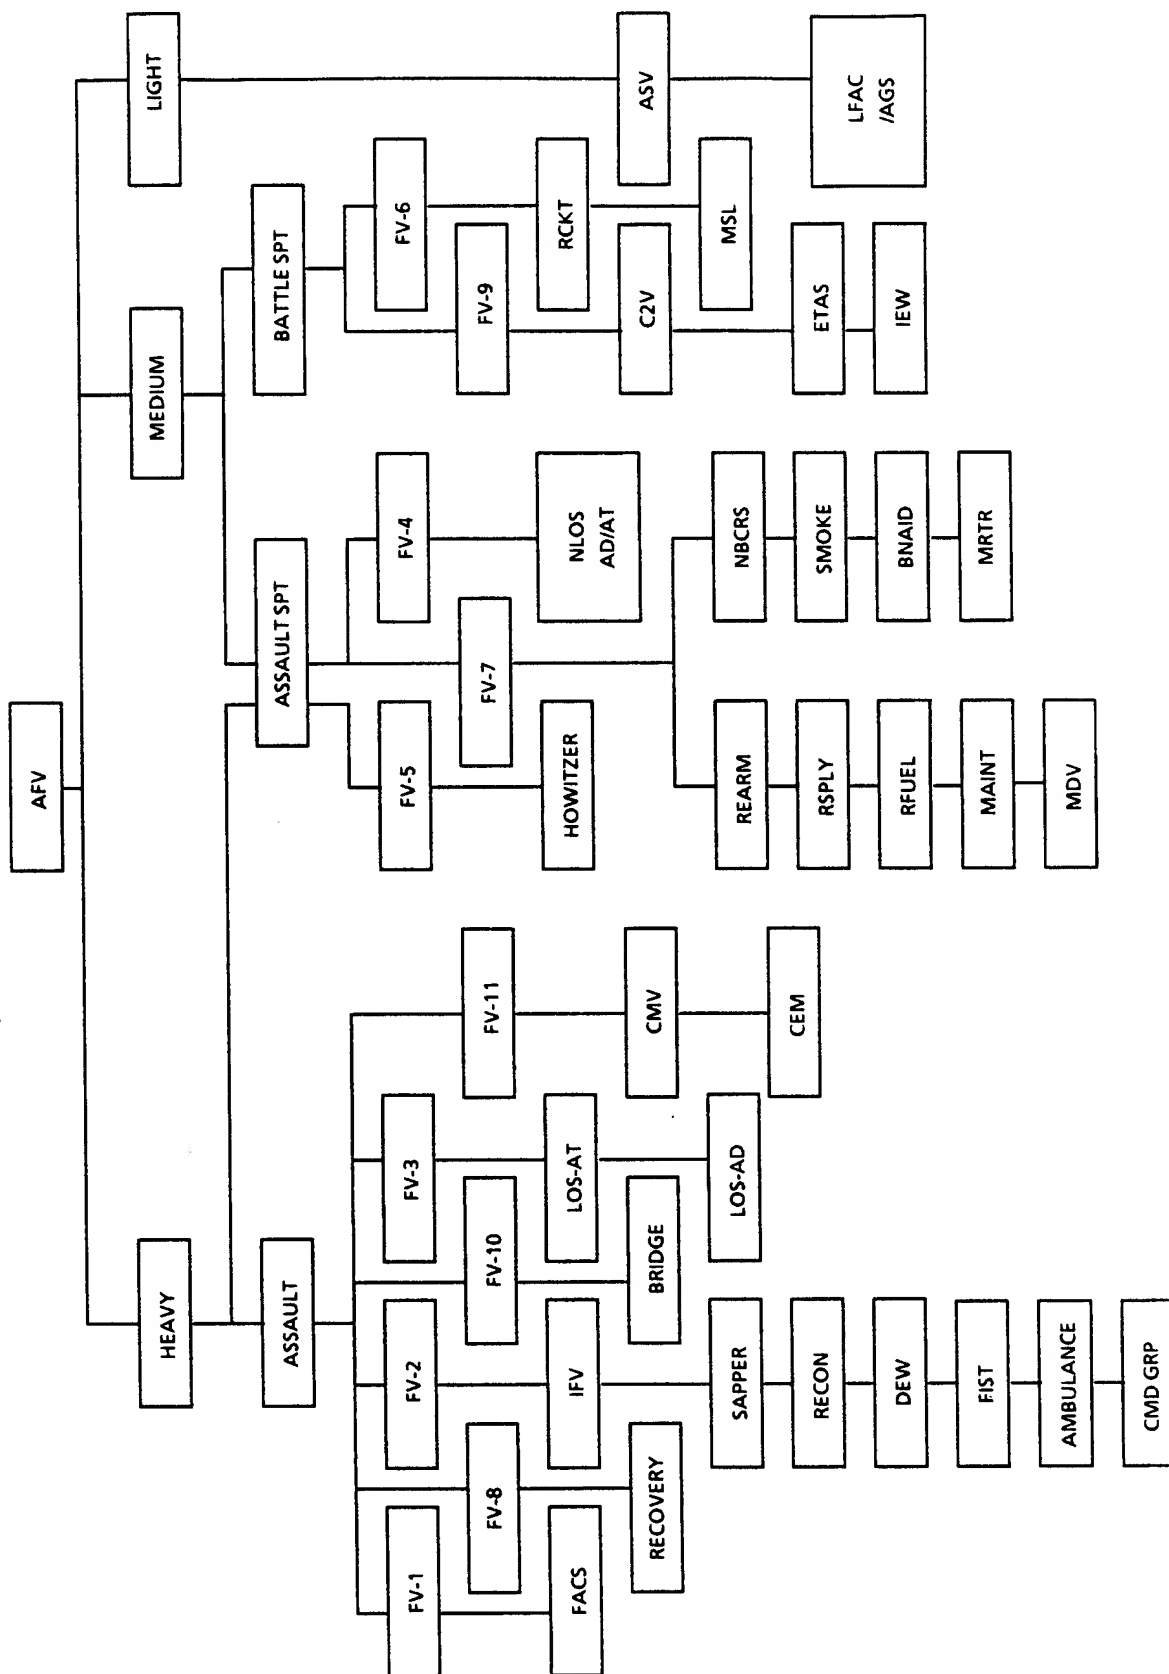 AFV
HEAVY
MEDIUM
LIGHT
ASSAULT
ASSAULT SPT
BATTLE SPT
FV-1
FACS
FV-8
RECOVERY
FV-2
IFV
SAPPER
RECON
DEW
FIST
AMBULANCE
CMD GRP
FV-10
BRIDGE
FV-3
LOS-AT
LOS-AD
FV-11
CMV
CEM
FV-5
HOWITZER
FV-7
REARM
RSPLY
RFUEL
MAINT
MDV
NBCRS
SMOKE
BNAID
MRTR
FV-4
NLOS
AD/AT
FV-9
C2V
ETAS
IEW
FV-6
RCKT
MSL
ASV
LFAC
/AGS